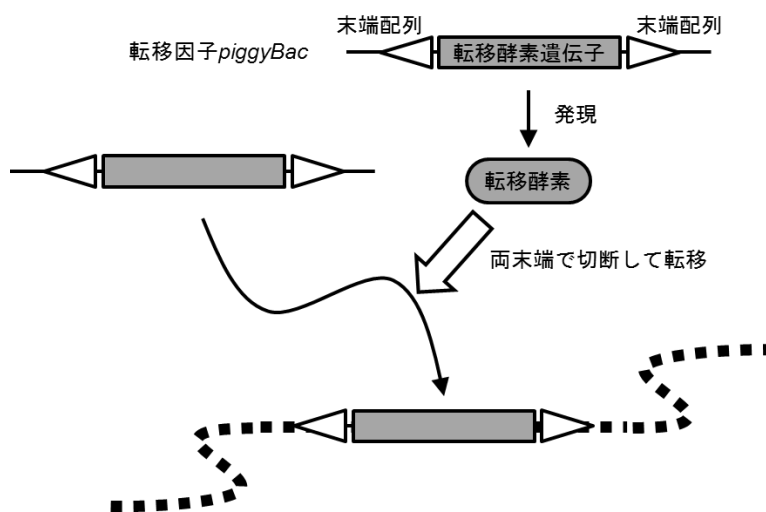 末端配列
末端配列
転移因子piggyBac
転移酵素遺伝子
発現
転移酵素
両末端で切断して転移